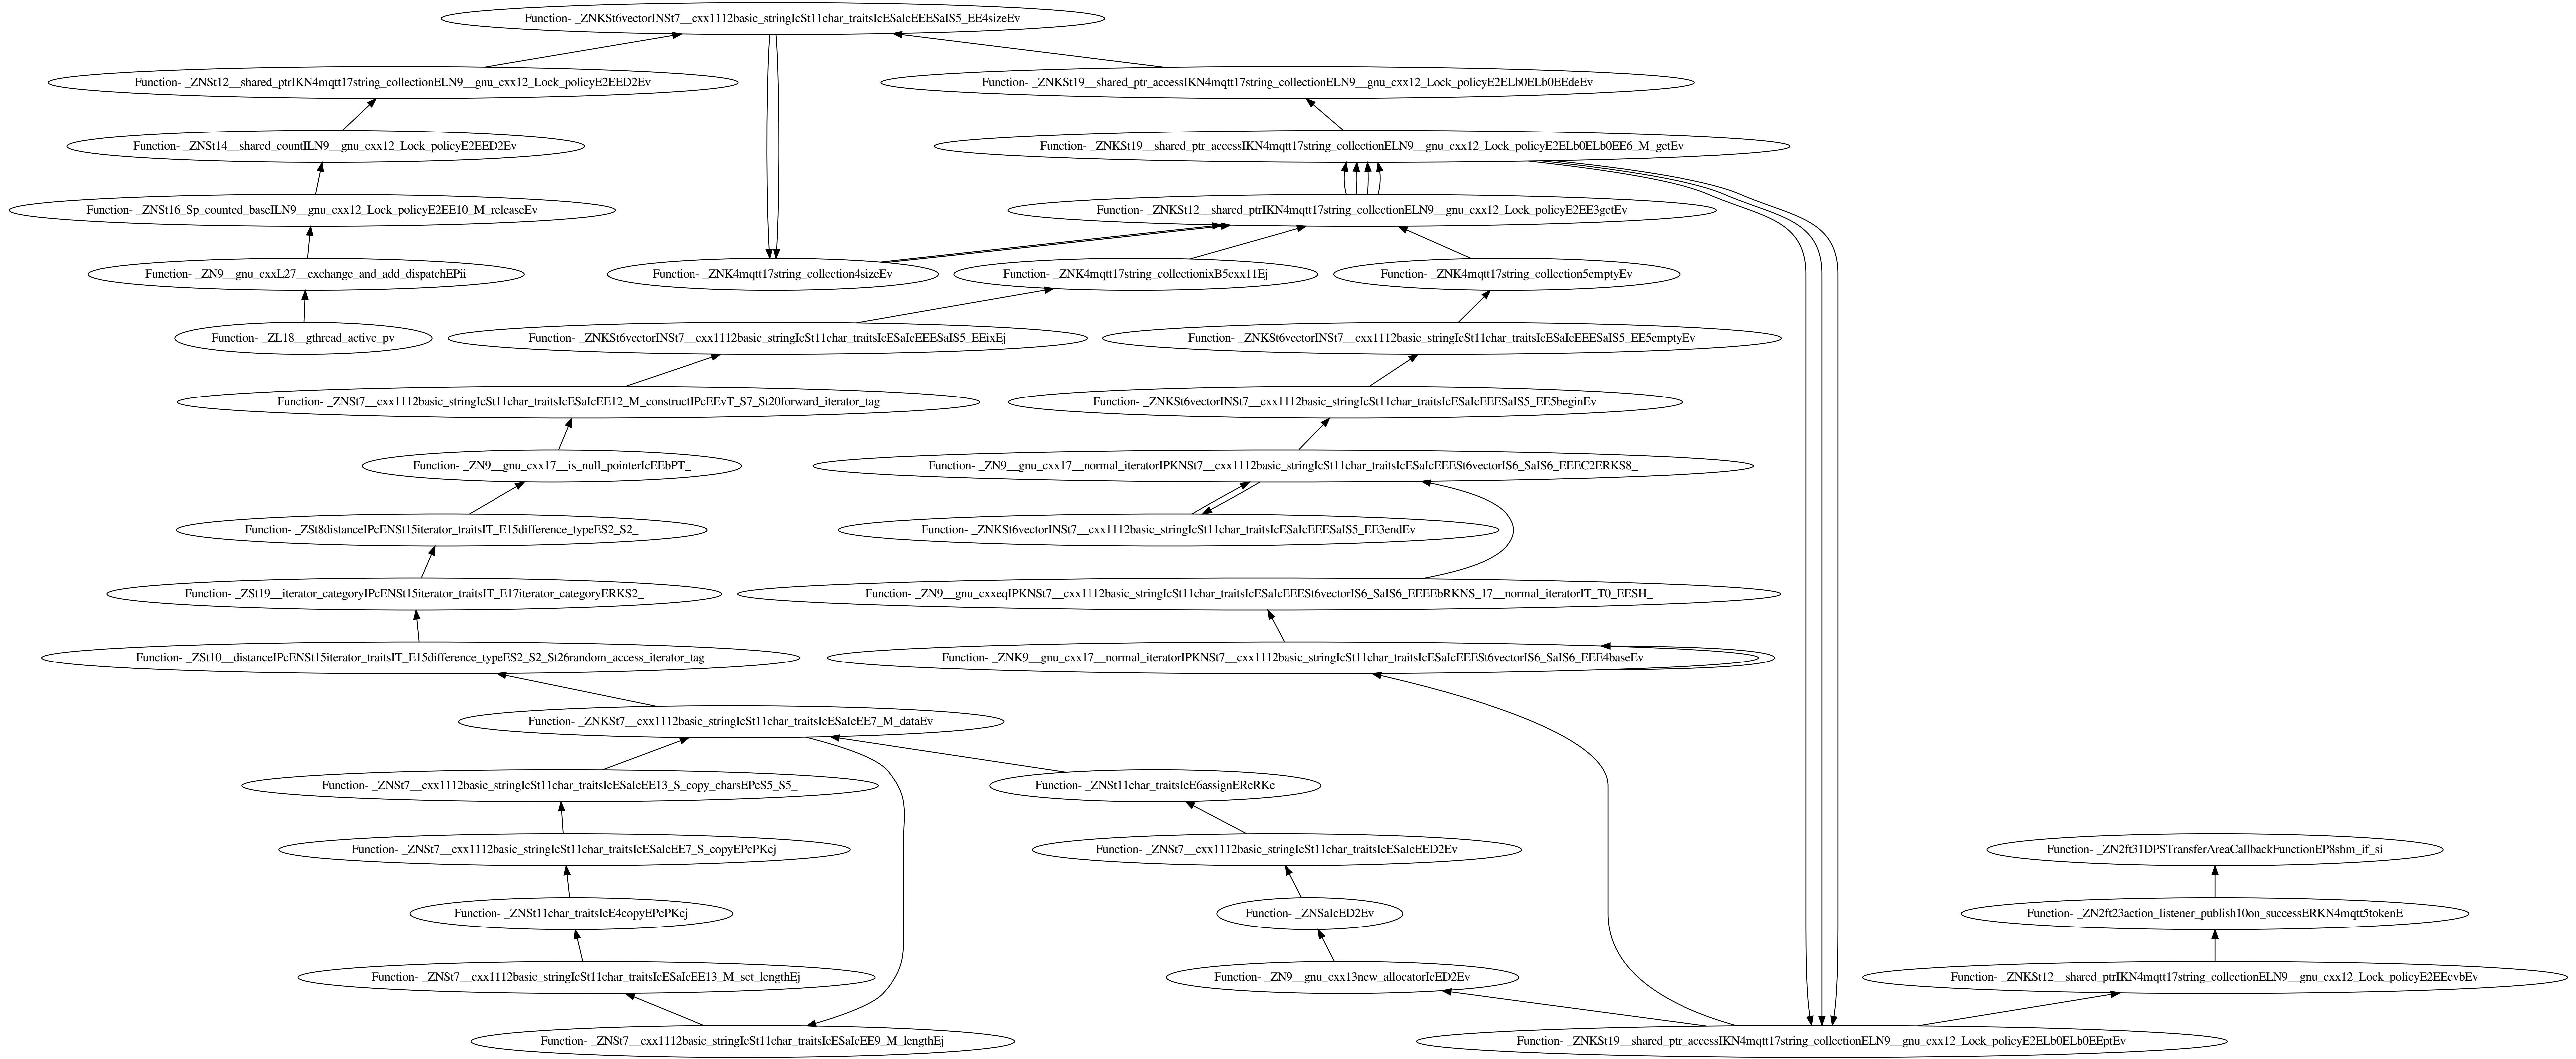 Function- _ZNKSt6vectorINSt7__cxx1112basic_stringIcSt11char_traitsIcESaIcEEESaIS5_EE4sizeEv
Function- _ZNSt12__shared_ptrIKN4mqtt17string_collectionELN9__gnu_cxx12_Lock_policyE2EED2Ev
Function- _ZNKSt19__shared_ptr_accessIKN4mqtt17string_collectionELN9__gnu_cxx12_Lock_policyE2ELb0ELb0EEdeEv
Function- _ZNSt14__shared_countILN9__gnu_cxx12_Lock_policyE2EED2Ev
Function- _ZNKSt19__shared_ptr_accessIKN4mqtt17string_collectionELN9__gnu_cxx12_Lock_policyE2ELb0ELb0EE6_M_getEv
Function- _ZNSt16_Sp_counted_baseILN9__gnu_cxx12_Lock_policyE2EE10_M_releaseEv
Function- _ZNKSt12__shared_ptrIKN4mqtt17string_collectionELN9__gnu_cxx12_Lock_policyE2EE3getEv
Function- _ZN9__gnu_cxxL27__exchange_and_add_dispatchEPii
Function- _ZNK4mqtt17string_collection4sizeEv
Function- _ZNK4mqtt17string_collectionixB5cxx11Ej
Function- _ZNK4mqtt17string_collection5emptyEv
Function- _ZL18__gthread_active_pv
Function- _ZNKSt6vectorINSt7__cxx1112basic_stringIcSt11char_traitsIcESaIcEEESaIS5_EEixEj
Function- _ZNKSt6vectorINSt7__cxx1112basic_stringIcSt11char_traitsIcESaIcEEESaIS5_EE5emptyEv
Function- _ZNSt7__cxx1112basic_stringIcSt11char_traitsIcESaIcEE12_M_constructIPcEEvT_S7_St20forward_iterator_tag
Function- _ZNKSt6vectorINSt7__cxx1112basic_stringIcSt11char_traitsIcESaIcEEESaIS5_EE5beginEv
Function- _ZN9__gnu_cxx17__is_null_pointerIcEEbPT_
Function- _ZN9__gnu_cxx17__normal_iteratorIPKNSt7__cxx1112basic_stringIcSt11char_traitsIcESaIcEEESt6vectorIS6_SaIS6_EEEC2ERKS8_
Function- _ZSt8distanceIPcENSt15iterator_traitsIT_E15difference_typeES2_S2_
Function- _ZNKSt6vectorINSt7__cxx1112basic_stringIcSt11char_traitsIcESaIcEEESaIS5_EE3endEv
Function- _ZSt19__iterator_categoryIPcENSt15iterator_traitsIT_E17iterator_categoryERKS2_
Function- _ZN9__gnu_cxxeqIPKNSt7__cxx1112basic_stringIcSt11char_traitsIcESaIcEEESt6vectorIS6_SaIS6_EEEEbRKNS_17__normal_iteratorIT_T0_EESH_
Function- _ZSt10__distanceIPcENSt15iterator_traitsIT_E15difference_typeES2_S2_St26random_access_iterator_tag
Function- _ZNK9__gnu_cxx17__normal_iteratorIPKNSt7__cxx1112basic_stringIcSt11char_traitsIcESaIcEEESt6vectorIS6_SaIS6_EEE4baseEv
Function- _ZNKSt7__cxx1112basic_stringIcSt11char_traitsIcESaIcEE7_M_dataEv
Function- _ZNSt7__cxx1112basic_stringIcSt11char_traitsIcESaIcEE13_S_copy_charsEPcS5_S5_
Function- _ZNSt11char_traitsIcE6assignERcRKc
Function- _ZNSt7__cxx1112basic_stringIcSt11char_traitsIcESaIcEE7_S_copyEPcPKcj
Function- _ZNSt7__cxx1112basic_stringIcSt11char_traitsIcESaIcEED2Ev
Function- _ZN2ft31DPSTransferAreaCallbackFunctionEP8shm_if_si
Function- _ZNSt11char_traitsIcE4copyEPcPKcj
Function- _ZNSaIcED2Ev
Function- _ZN2ft23action_listener_publish10on_successERKN4mqtt5tokenE
Function- _ZNSt7__cxx1112basic_stringIcSt11char_traitsIcESaIcEE13_M_set_lengthEj
Function- _ZN9__gnu_cxx13new_allocatorIcED2Ev
Function- _ZNKSt12__shared_ptrIKN4mqtt17string_collectionELN9__gnu_cxx12_Lock_policyE2EEcvbEv
Function- _ZNSt7__cxx1112basic_stringIcSt11char_traitsIcESaIcEE9_M_lengthEj
Function- _ZNKSt19__shared_ptr_accessIKN4mqtt17string_collectionELN9__gnu_cxx12_Lock_policyE2ELb0ELb0EEptEv